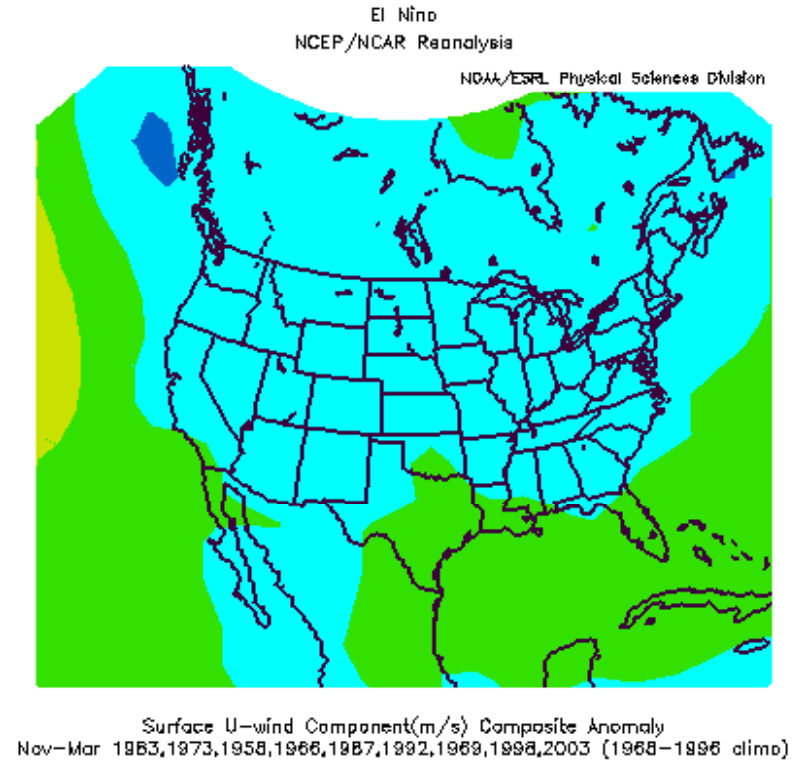 El Nino
NCEP/NCAR Reanalysis
NOAA/ESRL Physical Sciences Division
Surface U-wind Component(m/s) Composite Anomaly
Nov-Mar 1983,1973,1958,1966,1987,1992,1969,1998,2003 (1968-1996 climo)